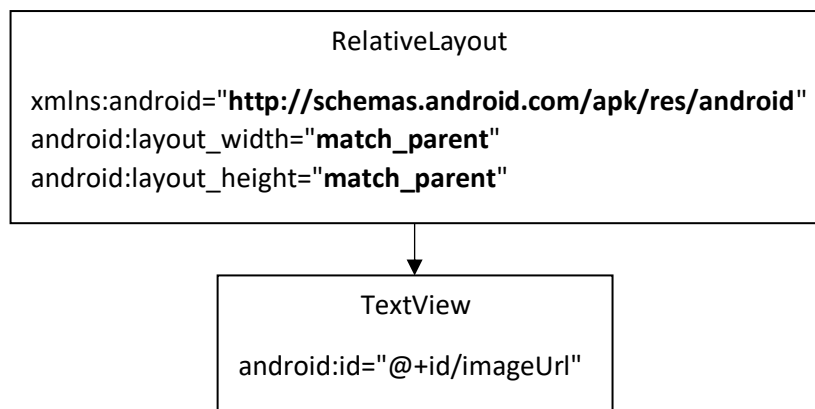 RelativeLayout
xmlns:android="http://schemas.android.com/apk/res/android"
android:layout_width="match_parent"
android:layout_height="match_parent"
TextView
android:id="@+id/imageUrl"